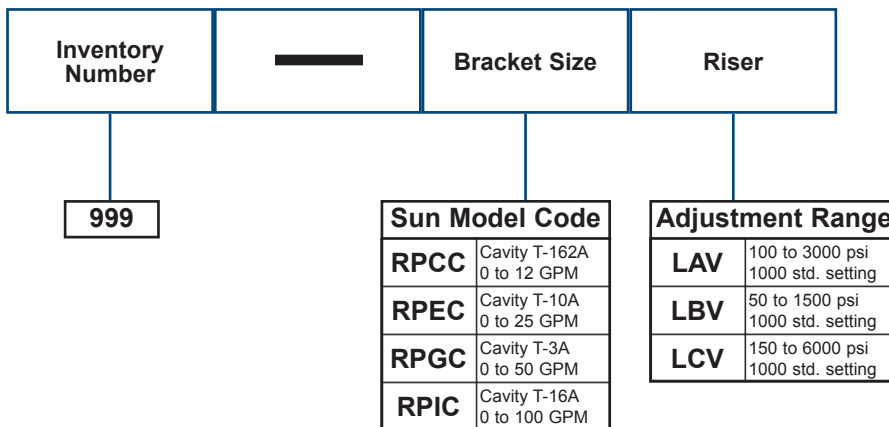 Inventory
Number
Bracket Size
Riser
999
Sun Model Code
RPCC
Cavity T-162A
0 to 12 GPM
RPEC
Cavity T-10A
0 to 25 GPM
RPGC
Cavity T-3A
0 to 50 GPM
RPIC
Cavity T-16A
0 to 100 GPM
Adjustment Range
LAV
100 to 3000 psi
1000 std. setting
LBV
50 to 1500 psi
1000 std. setting
LCV
150 to 6000 psi
1000 std. setting